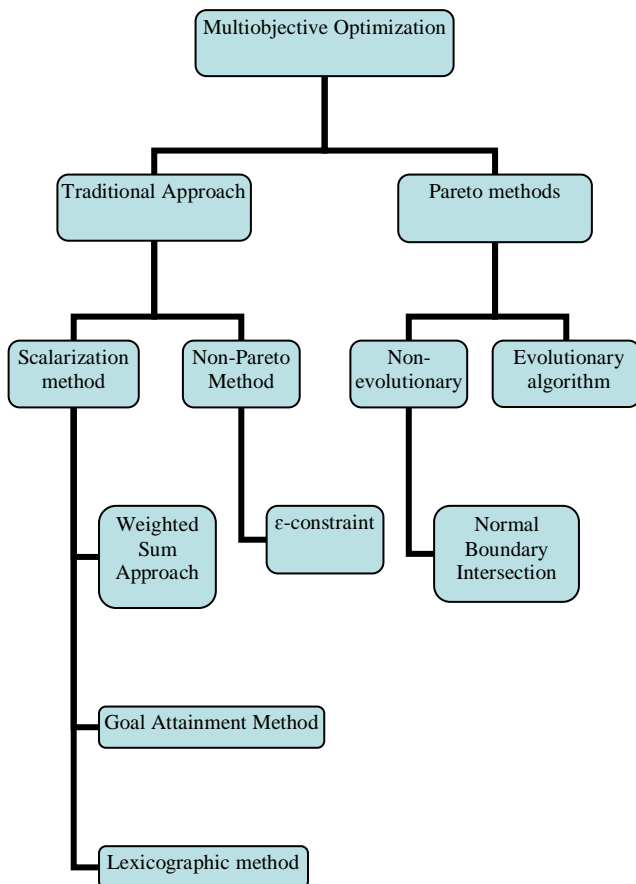 Multiobjective Optimization
Traditional Approach
Pareto methods
Scalarization
method
Non-Pareto
Method
Non-
evolutionary
Evolutionary
algorithm
Weighted
Sum
Approach
ε-constraint
Normal
Boundary
Intersection
Goal Attainment Method
Lexicographic method